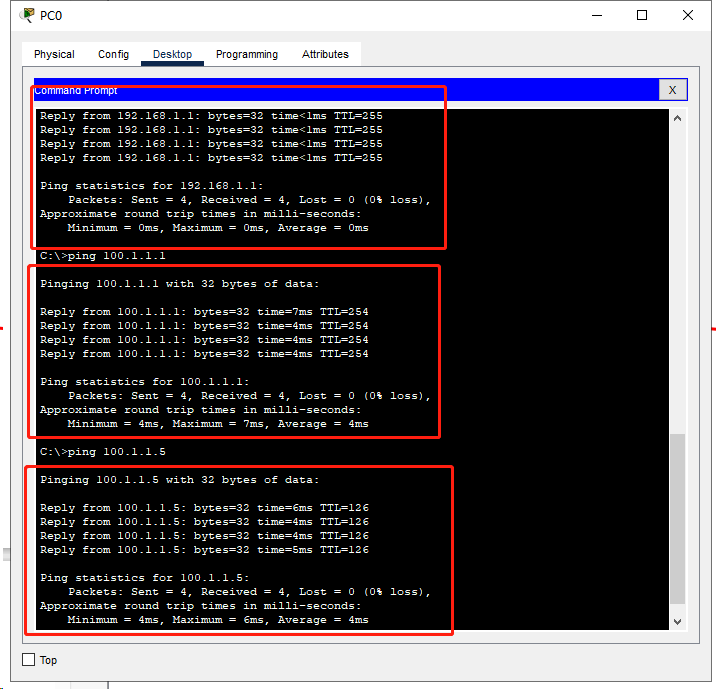 PC0
Physical Config Desktop Programming Attributes
Command Prompt X
Reply from 192.168.1.1: bytes=32 time<1ms TTL=255
Reply from 192.168.1.1: bytes=32 time<1ms TTL=255
Reply from 192.168.1.1: bytes=32 time<1ms TTL=255
Reply from 192.168.1.1: bytes=32 time<1ms TTL=255
Ping statistics for 192.168.1.1:
Packets: Sent = 4, Received = 4, Lost = 0 (0% loss),
Approximate round trip times in milli-seconds:
Minimum = 0ms, Maximum = 0ms, Average = 0ms
C:\>ping 100.1.1.1
Pinging 100.1.1.1 with 32 bytes of data:
Reply from 100.1.1.1: bytes=32 time=7ms TTL=254
Reply from 100.1.1.1: bytes=32 time=4ms TTL=254
Reply from 100.1.1.1: bytes=32 time=4ms TTL=254
Reply from 100.1.1.1: bytes=32 time=4ms TTL=254
Ping statistics for 100.1.1.1:
Packets: Sent = 4, Received = 4, Lost = 0 (0% loss),
Approximate round trip times in milli-seconds:
Minimum = 4ms, Maximum = 7ms, Average = 4ms
C:\>ping 100.1.1.5
Pinging 100.1.1.5 with 32 bytes of data:
Reply from 100.1.1.5: bytes=32 time=6ms TTL=126
Reply from 100.1.1.5: bytes=32 time=4ms TTL=126
Reply from 100.1.1.5: bytes=32 time=4ms TTL=126
Reply from 100.1.1.5: bytes=32 time=5ms TTL=126
Ping statistics for 100.1.1.5:
Packets: Sent = 4, Received = 4, Lost = 0 (0% loss),
Approximate round trip times in milli-seconds:
Minimum = 4ms, Maximum = 6ms, Average = 4ms
Top